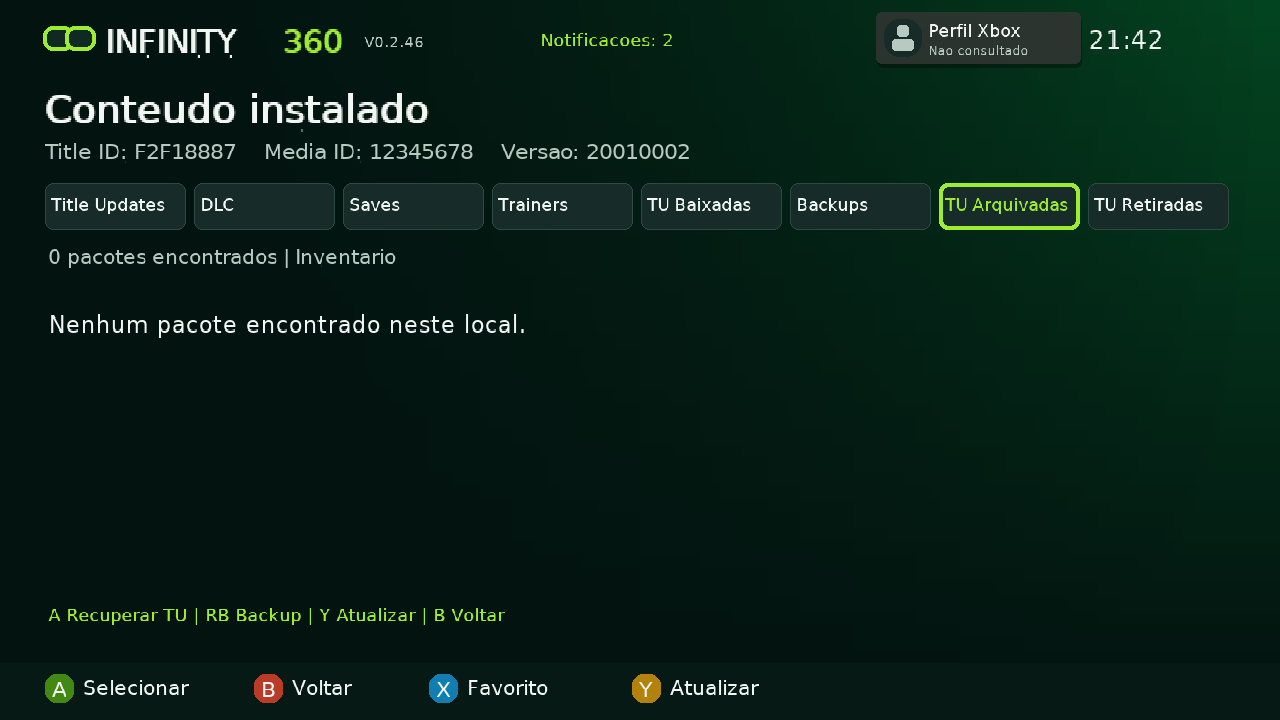 INFINITY 360 V0.2.46 Notificacoes: 2 Perfil Xbox 21:42
Nao consultado
Conteudo instalado
Title ID: F2F18887 Media ID: 12345678 Versao: 20010002
Title Updates DLC Saves Trainers TU Baixadas Backups TU Arquivadas TU Retiradas
0 pacotes encontrados | Inventario
Nenhum pacote encontrado neste local.
A Recuperar TU | RB Backup | Y Atualizar | B Voltar
A Selecionar B Voltar X Favorito Y Atualizar